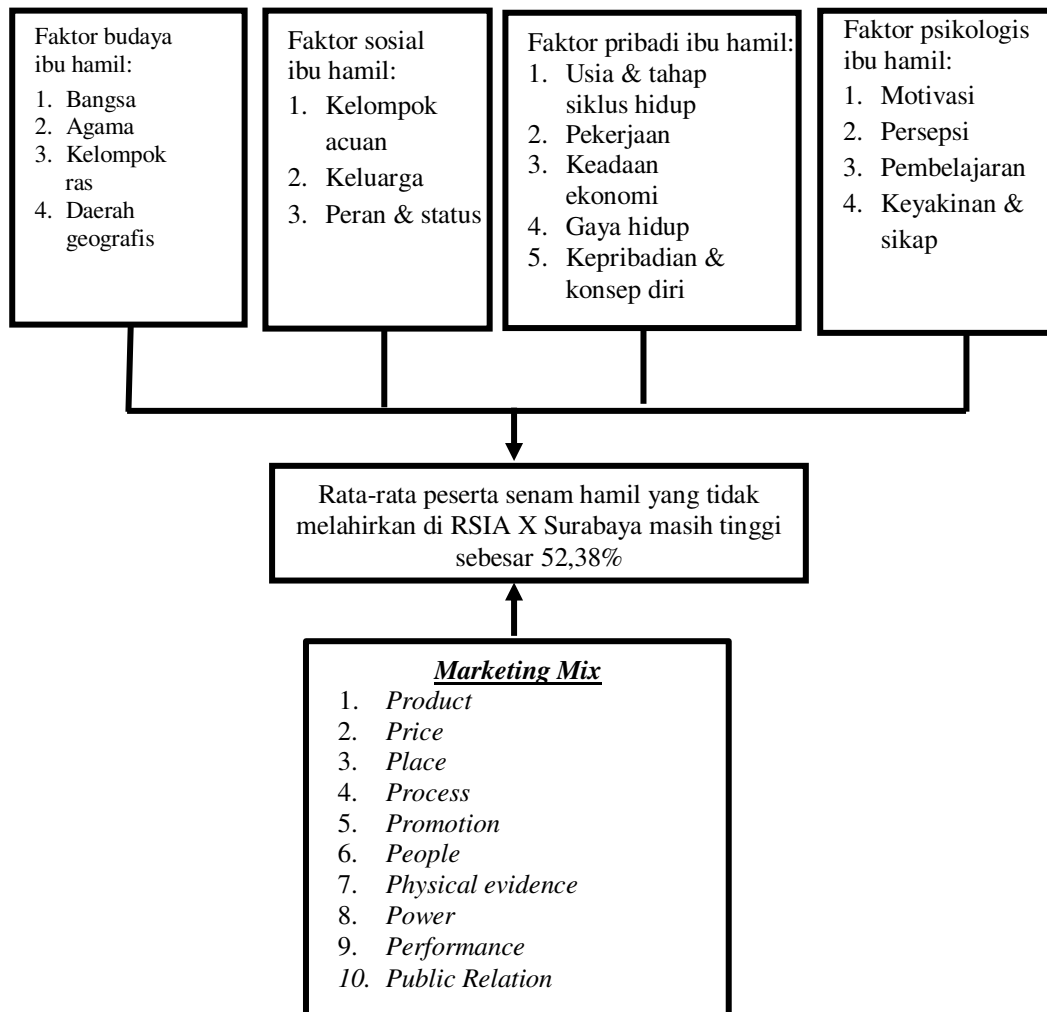 Faktor budaya
ibu hamil:
1. Bangsa
2. Agama
3. Kelompok
ras
4. Daerah
geografis
Faktor sosial
ibu hamil:
1. Kelompok
acuan
2. Keluarga
3. Peran & status
Faktor pribadi ibu hamil:
1. Usia & tahap
siklus hidup
2. Pekerjaan
3. Keadaan
ekonomi
4. Gaya hidup
5. Kepribadian &
konsep diri
Faktor psikologis
ibu hamil:
1. Motivasi
2. Persepsi
3. Pembelajaran
4. Keyakinan &
sikap
Rata-rata peserta senam hamil yang tidak
melahirkan di RSIA X Surabaya masih tinggi
sebesar 52,38%
Marketing Mix
1. Product
2. Price
3. Place
4. Process
5. Promotion
6. People
7. Physical evidence
8. Power
9. Performance
10. Public Relation